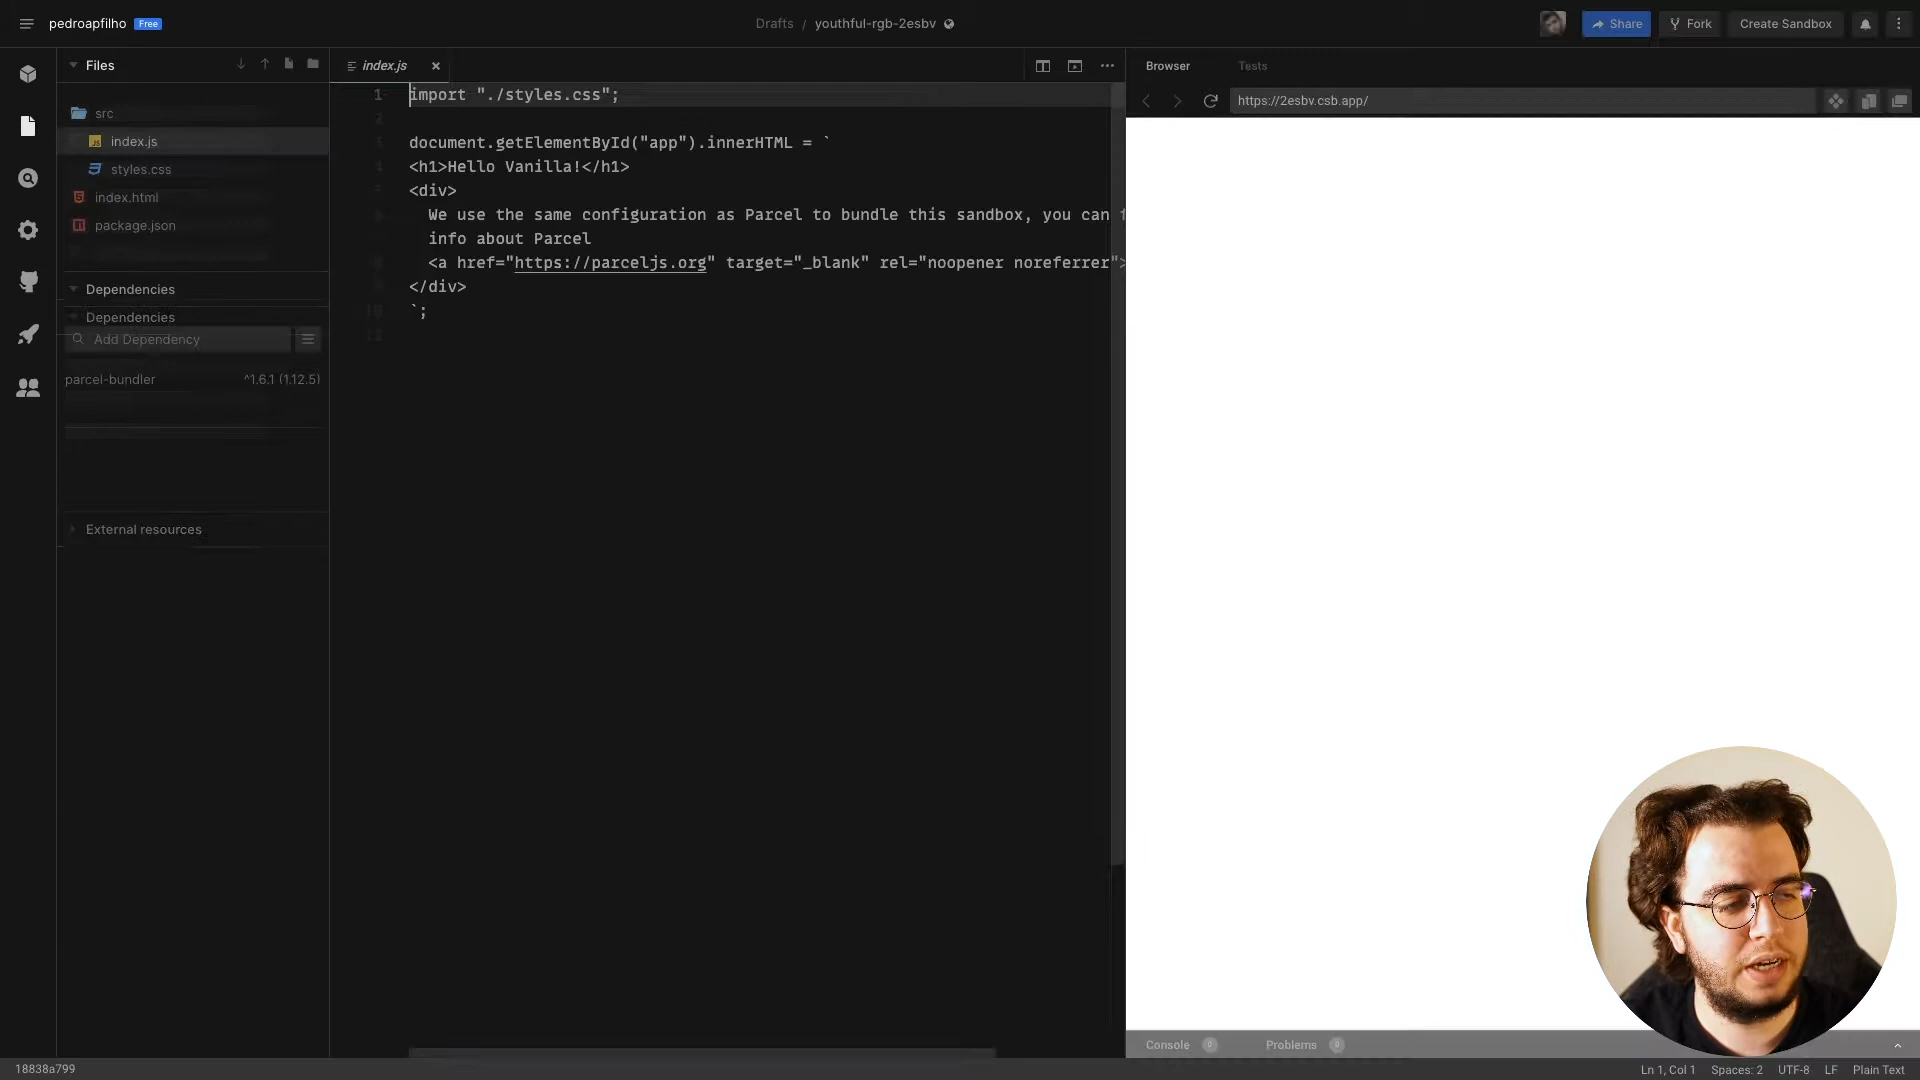 pedroapfilho Free
Drafts / youthful-rgb-2esbv
Share
Fork
Create Sandbox
Files
src
index.js
styles.css
index.html
package.json
Dependencies
Dependencies
Add Dependency
parcel-bundler ^1.6.1 (1.12.5)
External resources
index.js
1 import "./styles.css";
document.getElementById("app").innerHTML = `
<h1>Hello Vanilla!</h1>
<div>
We use the same configuration as Parcel to bundle this sandbox, you can
info about Parcel
<a href="https://parceljs.org" target="_blank" rel="noopener noreferrer">
</div>
`;
Browser Tests
https://2esbv.csb.app/
Console 0 Problems 0
18838a799
Ln 1, Col 1 Spaces: 2 UTF-8 LF Plain Text